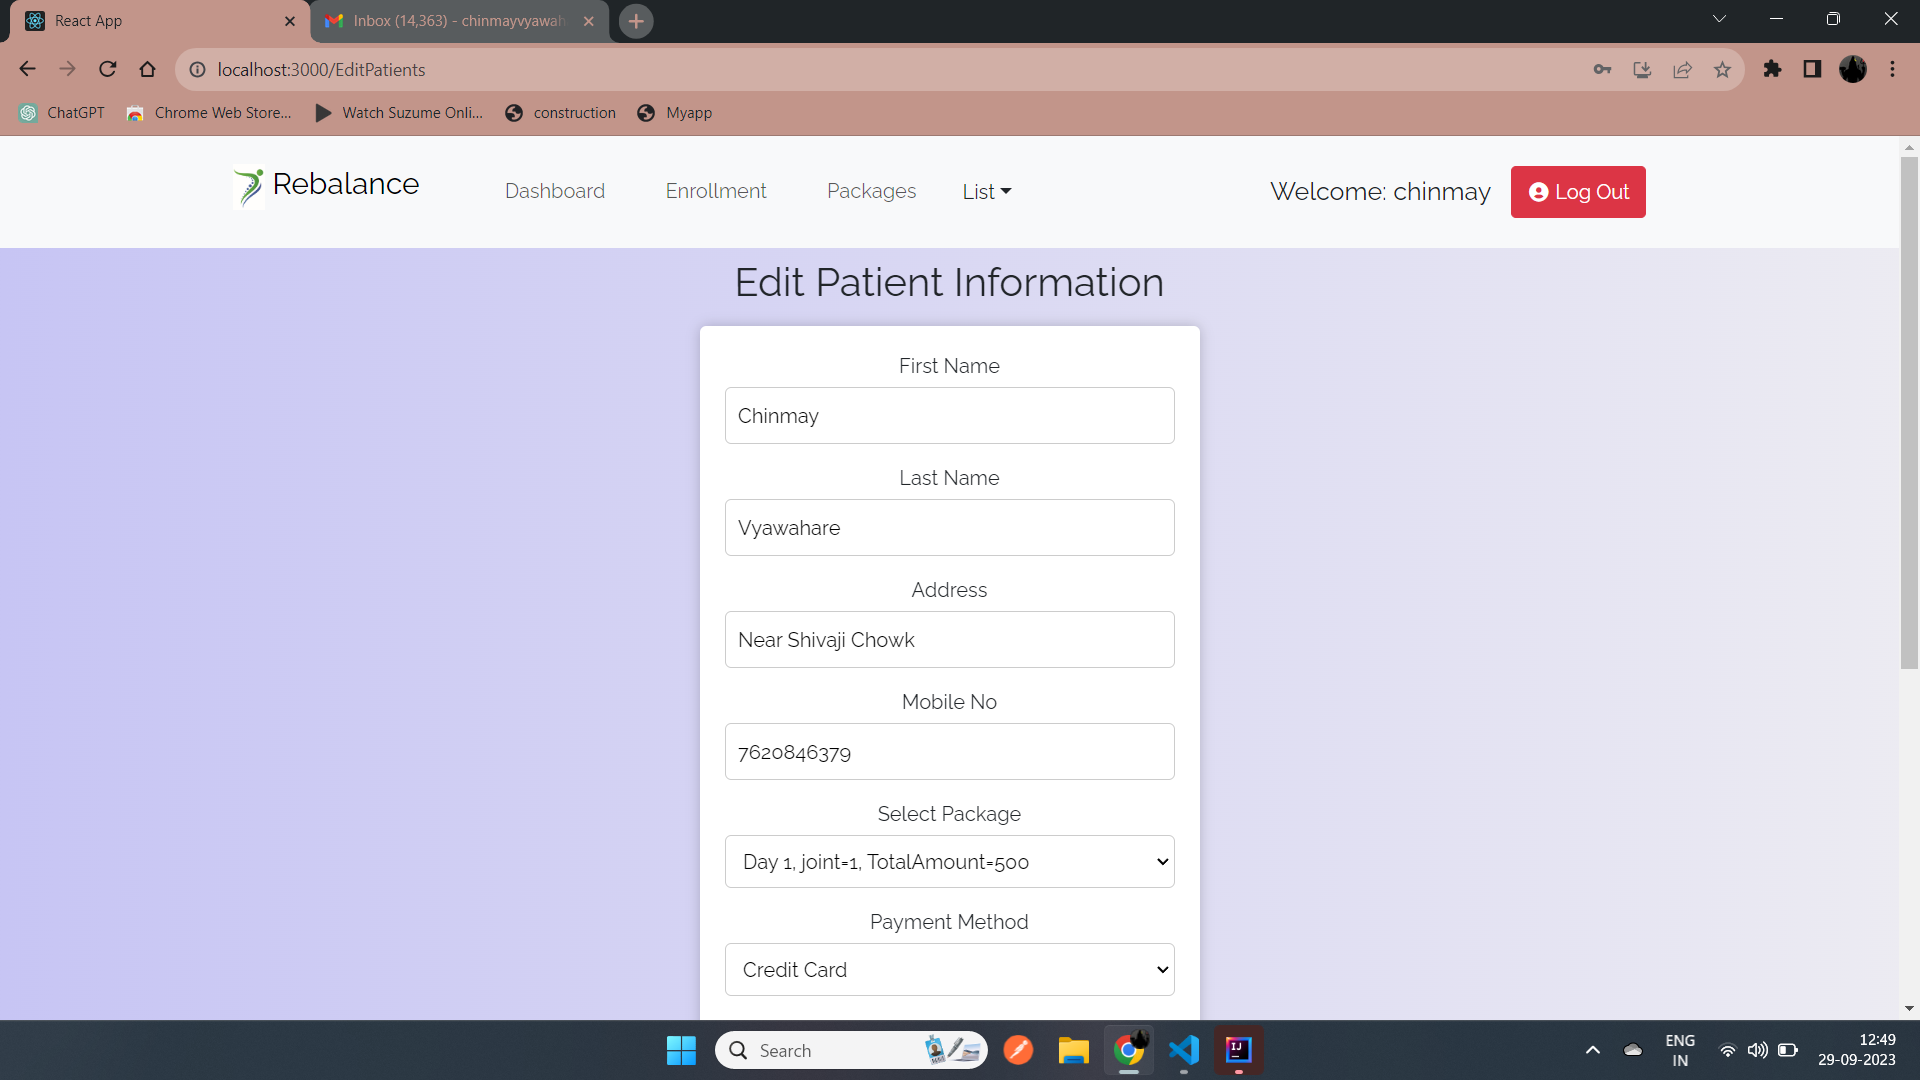 React App
Inbox (14,363) - chinmayvyawah
localhost:3000/EditPatients
ChatGPT
Chrome Web Store...
Watch Suzume Onli...
construction
Myapp
Rebalance
Dashboard
Enrollment
Packages
List
Welcome: chinmay
Log Out
Edit Patient Information
First Name
Chinmay
Last Name
Vyawahare
Address
Near Shivaji Chowk
Mobile No
7620846379
Select Package
Day 1, joint=1, TotalAmount=500
Payment Method
Credit Card
Search
IJ
ENG
IN
12:49
29-09-2023